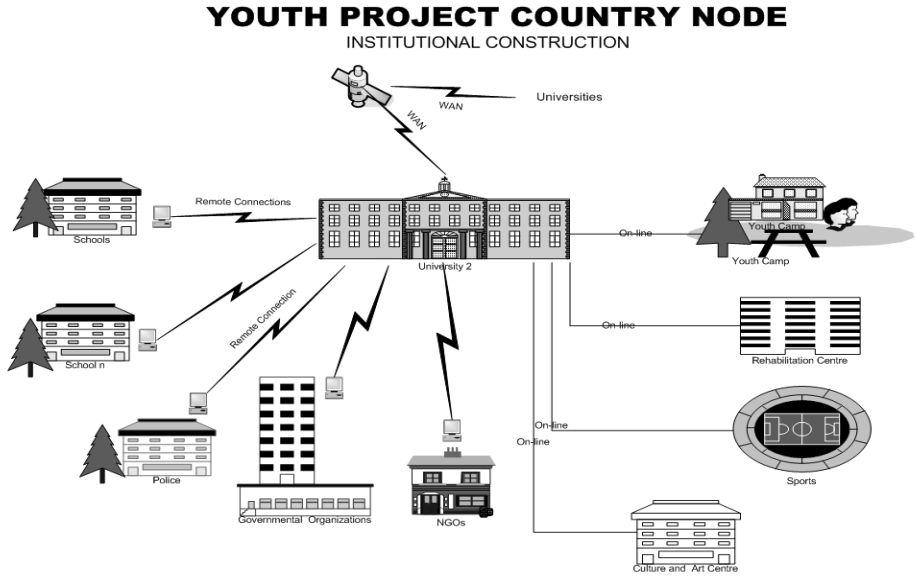 YOUTH PROJECT COUNTRY NODE
INSTITUTIONAL CONSTRUCTION
Universities
WAN
WAN
Remote Connections
Schools
University 2
On-line
Youth Camp
Youth Camp
Remote Connection
School n
On-line
Rehabilitation Centre
On-line
On-line
Sports
Police
Governmental Organizations
NGOs
Culture and Art Centre